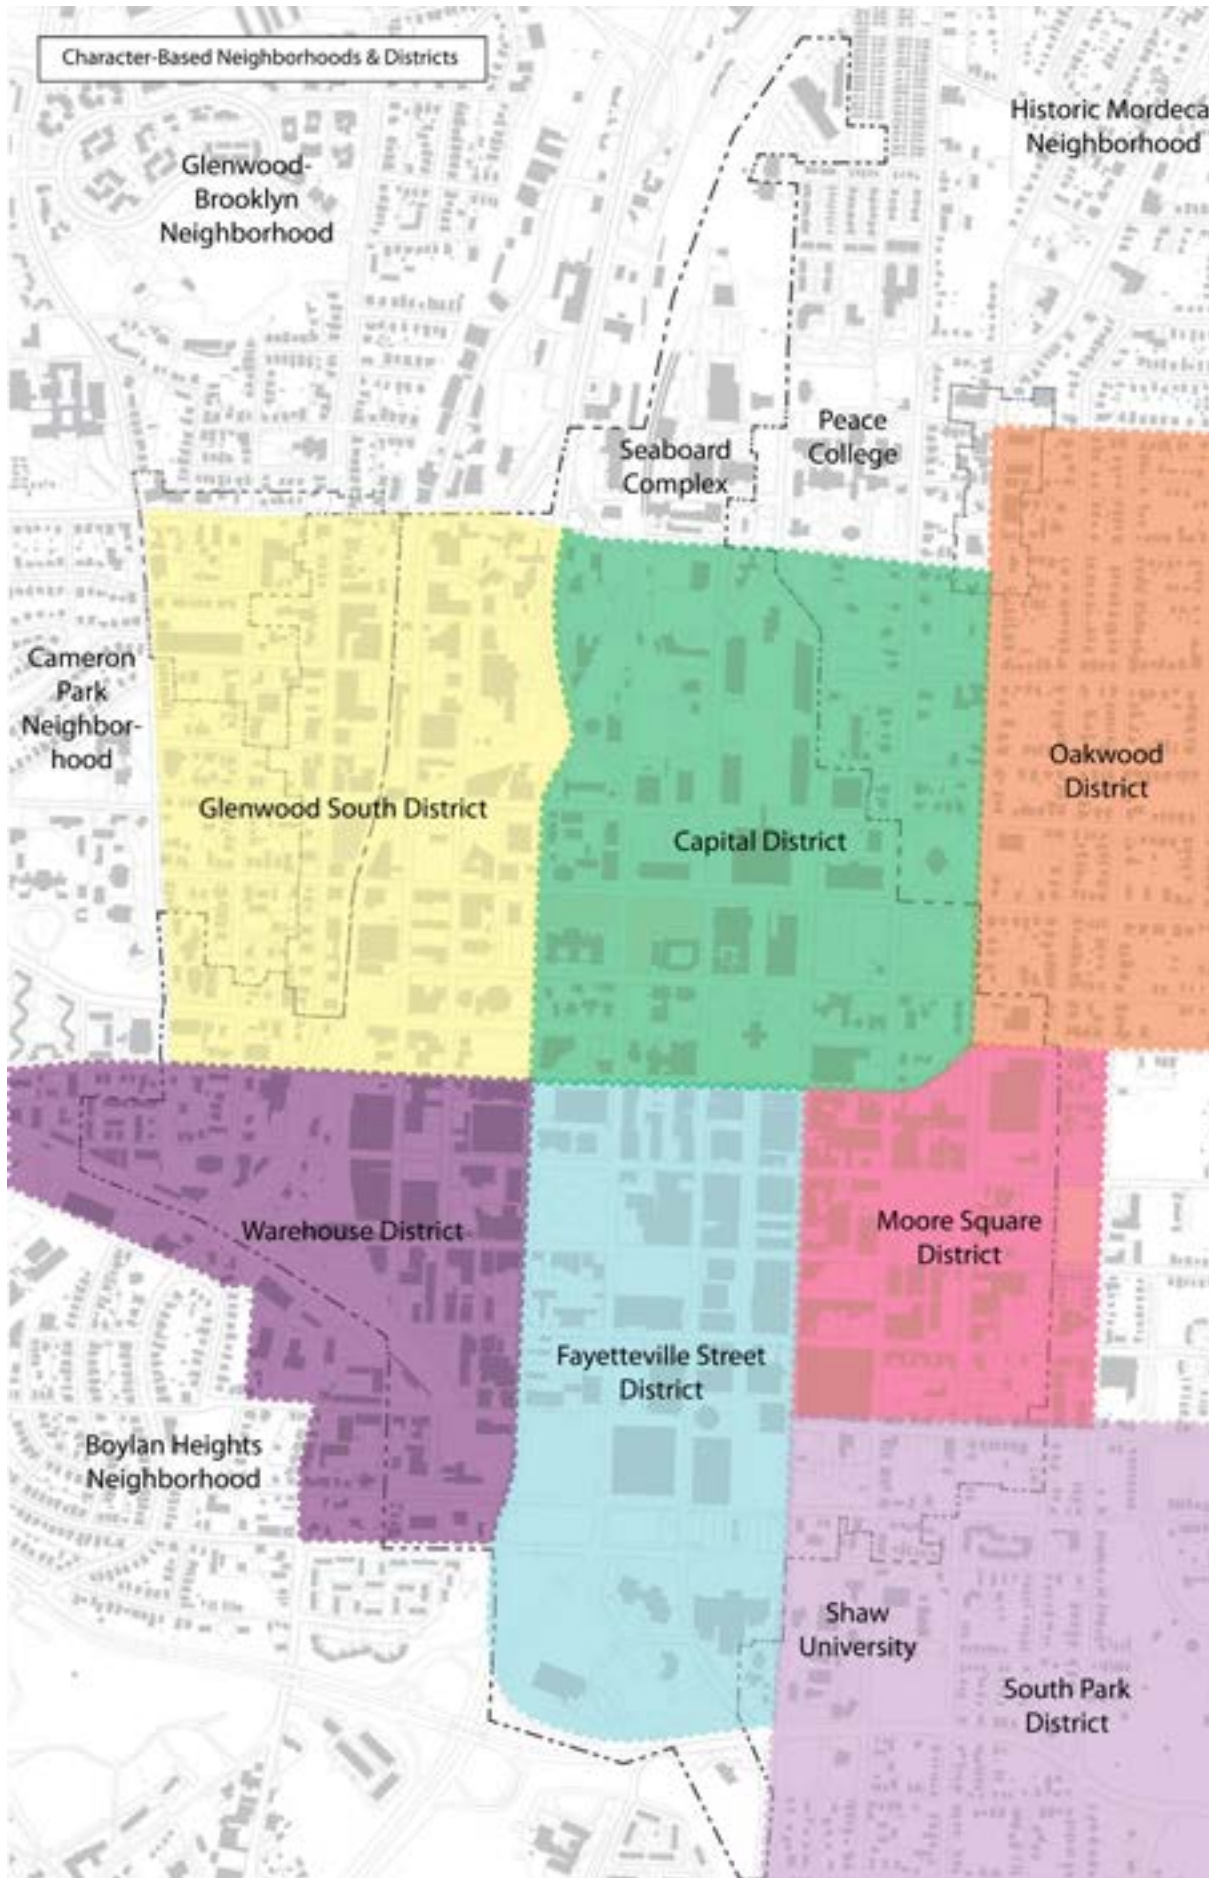 Character-Based Neighborhoods & Districts
Historic Mordeca
Neighborhood
Glenwood-
Brooklyn
Neighborhood
Peace
College
Seaboard
Complex
Cameron
Park
Neighbor-
hood
Oakwood
District
Glenwood South District
Capital District
Moore Square
District
Warehouse District
Fayetteville Street
District
Boylan Heights
Neighborhood
Shaw
University
South Park
District